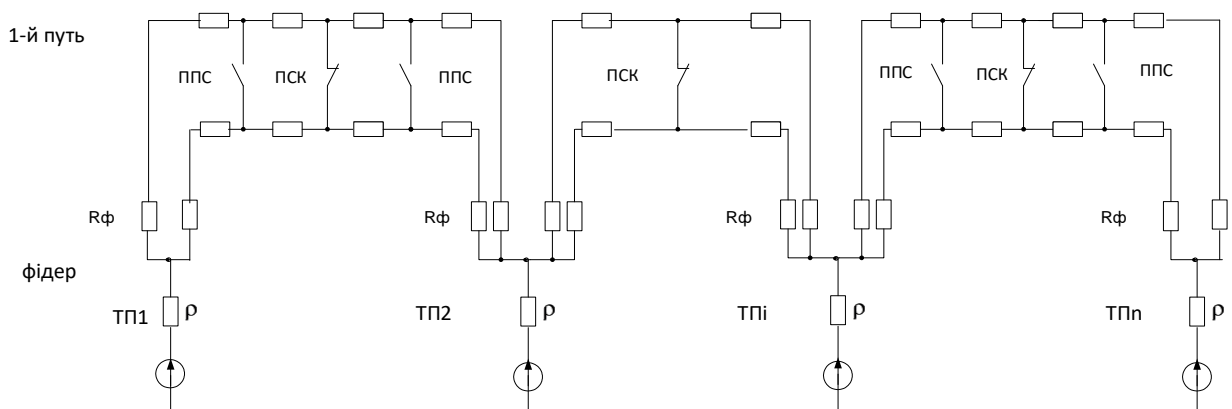 1-й путь
ППС ПСК ППС ПСК ППС ПСК ППС
Rф Rф Rф Rф
фідер
ТП1 ρ ТП2 ρ ТПi ρ ТПn ρ